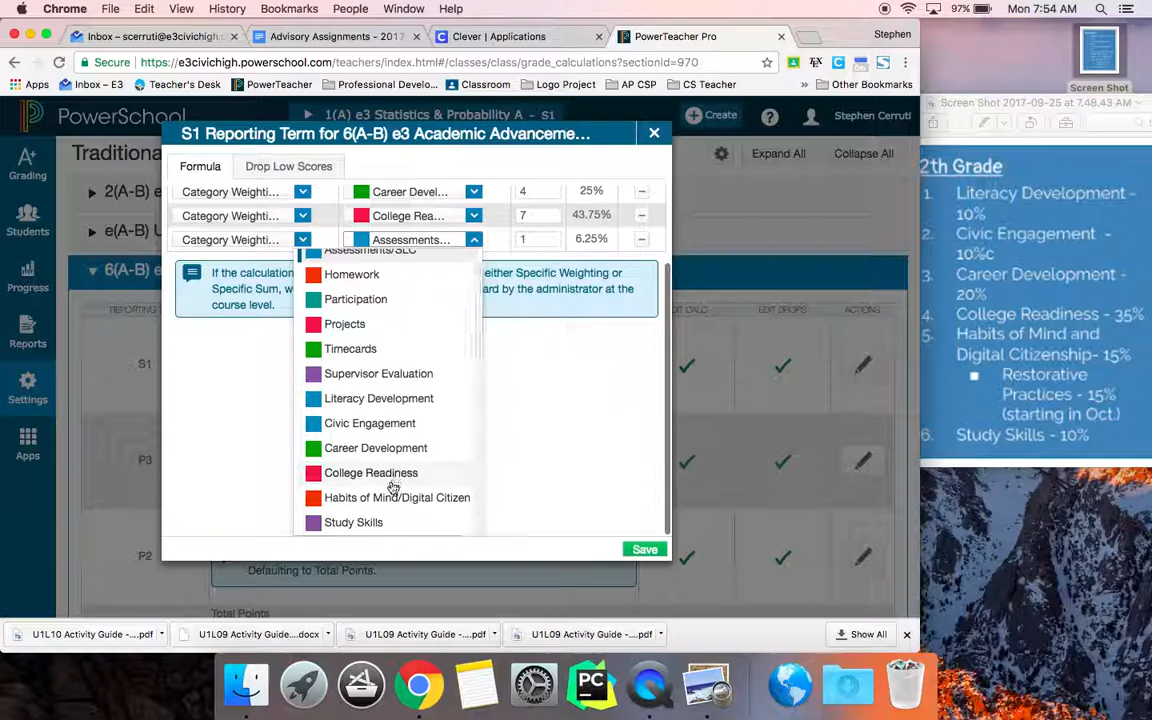 Chrome File Edit View History Bookmarks People Window Help 97% Mon 7:54 AM
Inbox – scerruti@e3civichigh Advisory Assignments - 2017 Clever | Applications PowerTeacher Pro Stephen
Secure https://e3civichigh.powerschool.com/teachers/index.html#/classes/class/grade_calculations?sectionId=970
Apps Inbox – E3 Teacher's Desk PowerTeacher Professional Develo... Classroom Logo Project AP CSP CS Teacher » Other Bookmarks
Screen Shot
Screen Shot 2017-09-25 at 7.48.43 AM
PowerSchool 1(A) e3 Statistics & Probability A - S1 Create Stephen Cerruti
S1 Reporting Term for 6(A-B) e3 Academic Advanceme...
Traditional
Expand All Collapse All
Formula Drop Low Scores
Grading
Students
Progress
Reports
Settings
Apps
2(A-B)
e(A-B) U
6(A-B) e
Category Weighti... Career Devel... 4 25%
Category Weighti... College Rea... 7 43.75%
Category Weighti... Assessments... 1 6.25%
If the calculation
either Specific Weighting or
Specific Sum, w
ard by the administrator at the
course level.
Assessments/SLC
Homework
Participation
Projects
Timecards
Supervisor Evaluation
Literacy Development
Civic Engagement
Career Development
College Readiness
Habits of Mind/Digital Citizen
Study Skills
Save
REPORTING
EDIT DROPS ACTIONS
S1
P3
P2
Defaulting to Total Points.
Total Points
2th Grade
1. Literacy Development -
10%
2. Civic Engagement -
10%c
3. Career Development -
20%
4. College Readiness - 35%
5. Habits of Mind and
Digital Citizenship- 15%
Restorative
Practices - 15%
(starting in Oct.)
6. Study Skills - 10%
U1L10 Activity Guide -....pdf U1L09 Activity Guide....docx U1L09 Activity Guide -....pdf U1L09 Activity Guide -....pdf Show All
PC